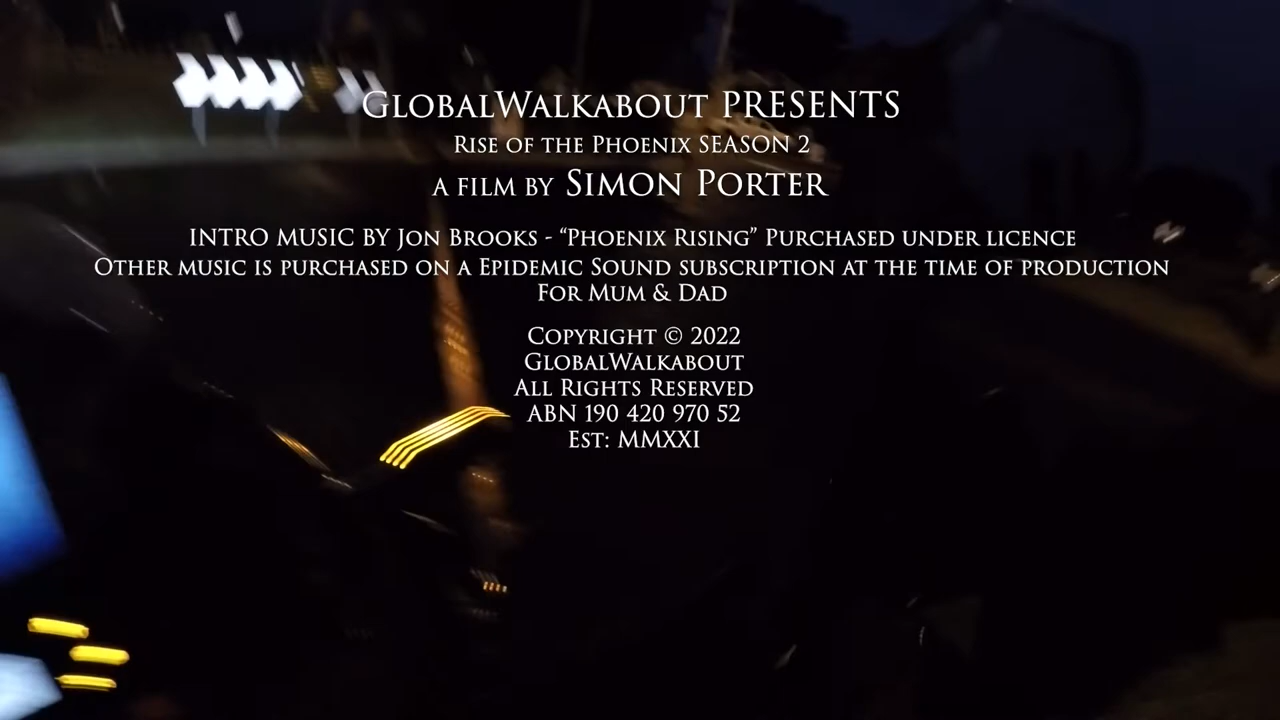 GlobalWalkabout PRESENTS
Rise of the Phoenix SEASON 2
A FILM BY Simon Porter
INTRO MUSIC BY Jon Brooks - “Phoenix Rising” Purchased under licence
Other music is purchased on a Epidemic Sound subscription at the time of production
For Mum & Dad
Copyright © 2022
GlobalWalkabout
All Rights Reserved
ABN 190 420 970 52
Est: MMXXI